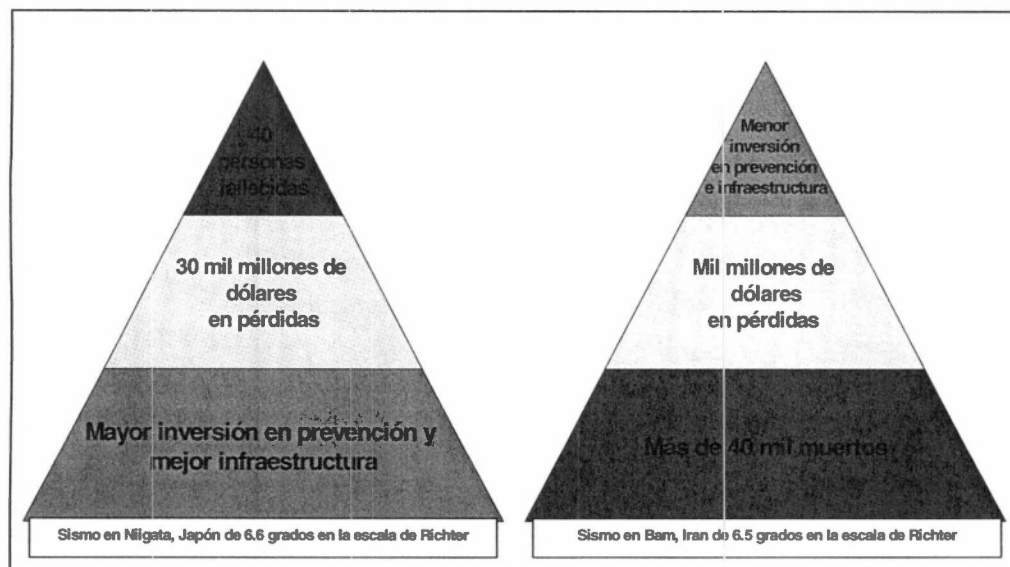 40
personas
fallecidas
30 mil millones de
dólares
en pérdidas
Mayor inversión en prevención y
mejor infraestructura
Sismo en Niigata, Japón de 6.6 grados en la escala de Richter
Menor
inversión
en prevención
e infraestructura
Mil millones de
dólares
en pérdidas
Más de 40 mil muertos
Sismo en Bam, Iran de 6.5 grados en la escala de Richter